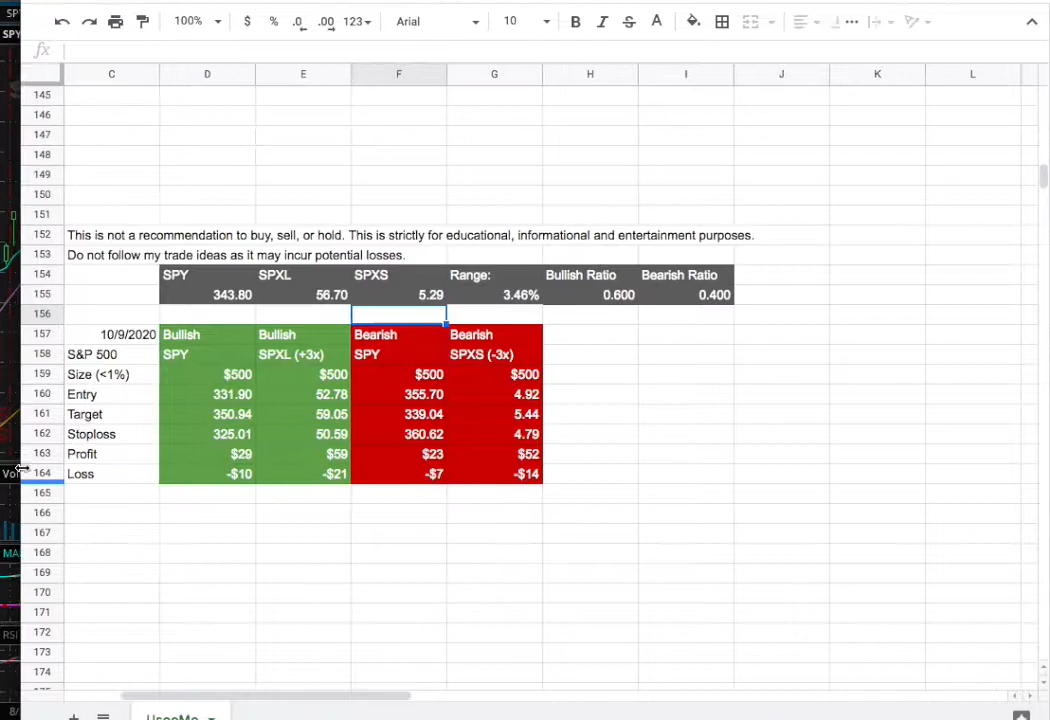 SPY
100%
$
%
.0
.00
123
Arial
10
B
I
S
A
SPY
fx
C D E F G H I J K L
145
146
147
148
149
150
151
152 This is not a recommendation to buy, sell, or hold. This is strictly for educational, informational and entertainment purposes.
153 Do not follow my trade ideas as it may incur potential losses.
154 SPY SPXL SPXS Range: Bullish Ratio Bearish Ratio
155 343.80 56.70 5.29 3.46% 0.600 0.400
156
157 10/9/2020 Bullish Bullish Bearish Bearish
158 S&P 500 SPY SPXL (+3x) SPY SPXS (-3x)
159 Size (<1%) $500 $500 $500 $500
160 Entry 331.90 52.78 355.70 4.92
161 Target 350.94 59.05 339.04 5.44
162 Stoploss 325.01 50.59 360.62 4.79
163 Profit $29 $59 $23 $52
164 Loss -$10 -$21 -$7 -$14
165
166
167
168
169
170
171
172
173
174
MA
RSI
8/